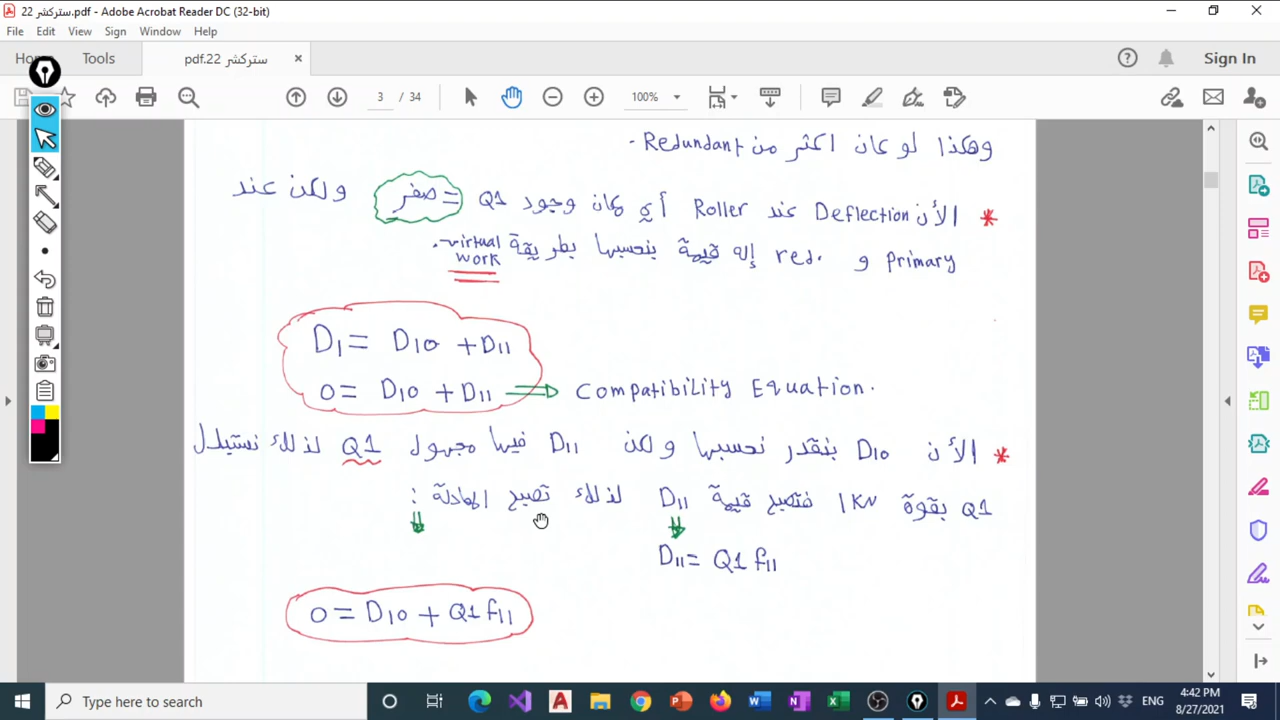 ستركشر 22.pdf - Adobe Acrobat Reader DC (32-bit)
File Edit View Sign Window Help
Tools
ستركشر 22.pdf
Sign In
3 / 34
100%
وهكذا لو كان اكثر من Redundant .
* الأن Deflection عند Roller أي مكان وجود Q1 = صفر ولكن عند
primary و red. إله قيمة بنحسبها بطريقة virtual work.
D1 = D10 + D11
0 = D10 + D11 Compatibility Equation.
* الأن D10 بنقدر نحسبها ولكن D11 فيها مجهول Q1 لذلك نستبدل
Q1 بقوة 1KN فتصبح قيمة D11 لذلك تصبح المعادلة :
D11 = Q1 f11
0 = D10 + Q1 f11
Type here to search
ENG
4:42 PM
8/27/2021